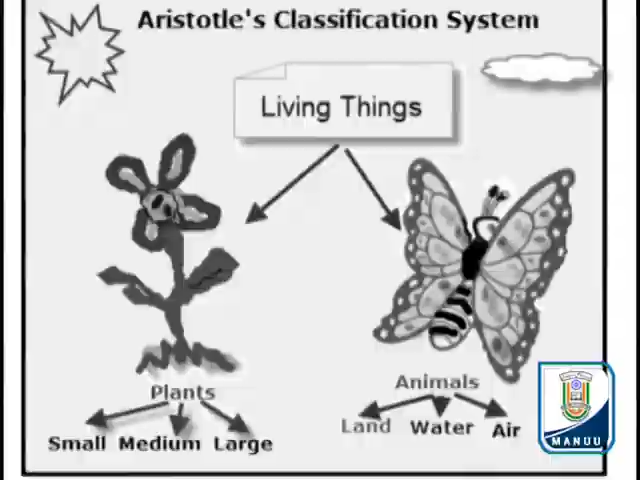 Aristotle's Classification System
Living Things
Plants
Animals
Small Medium Large
Land Water Air
MANUU